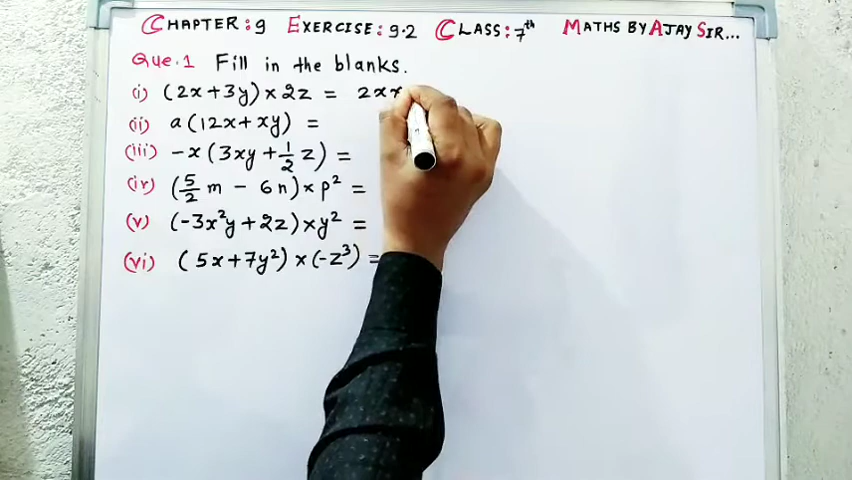 CHAPTER:9 EXERCISE:9.2 CLASS:7th MATHS BY AJAY SIR...
Que.1 Fill in the blanks.
(i) (2x+3y)×2z = 2x×
(ii) a(12x+xy) =
(iii) -x(3xy+1/2 z) =
(iv) (5/2 m - 6n)×p² =
(v) (-3x²y+2z)×y² =
(vi) (5x+7y²)×(-z³) =